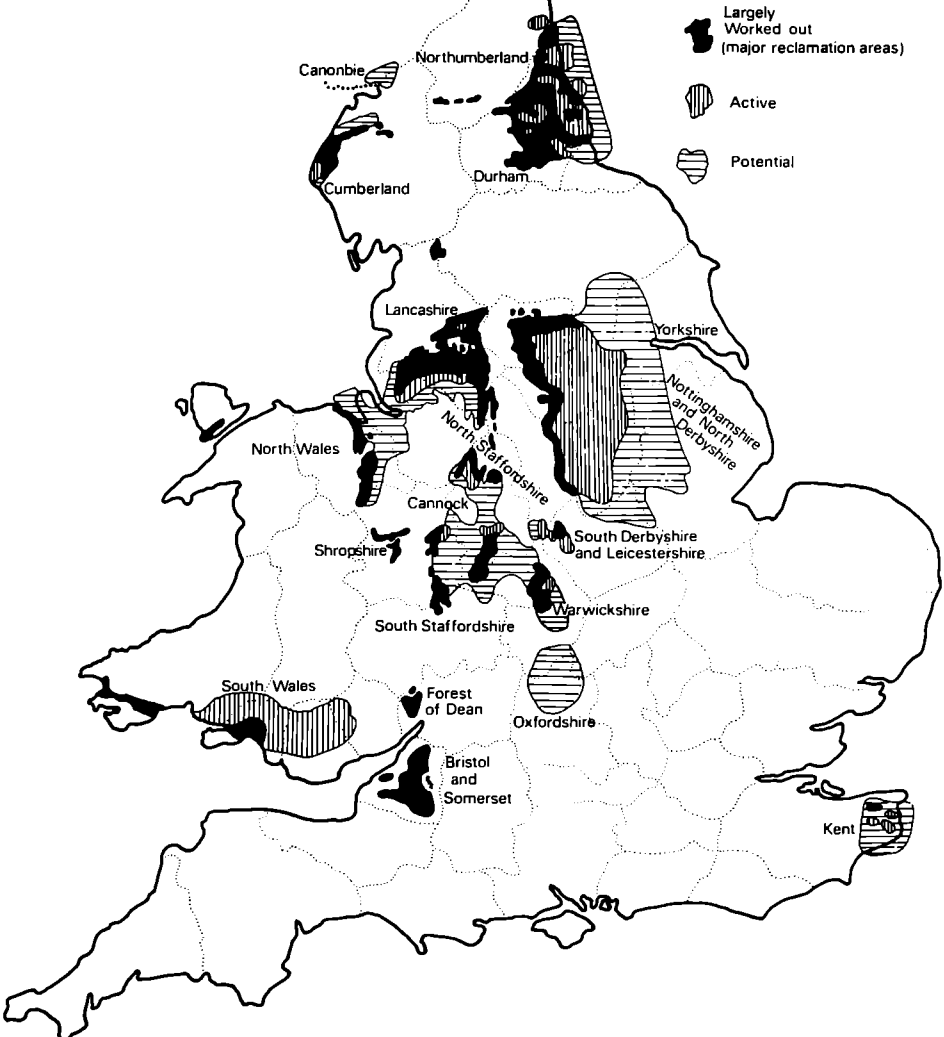 Largely
Worked out
(major reclamation areas)
Active
Potential
Northumberland
Canonbie
Durham
Cumberland
Lancashire
Yorkshire
Nottinghamshire
and North
Derbyshire
North Staffordshire
North Wales
Cannock
South Derbyshire
and Leicestershire
Shropshire
Warwickshire
South Staffordshire
South Wales
Forest
of Dean
Oxfordshire
Bristol
and
Somerset
Kent